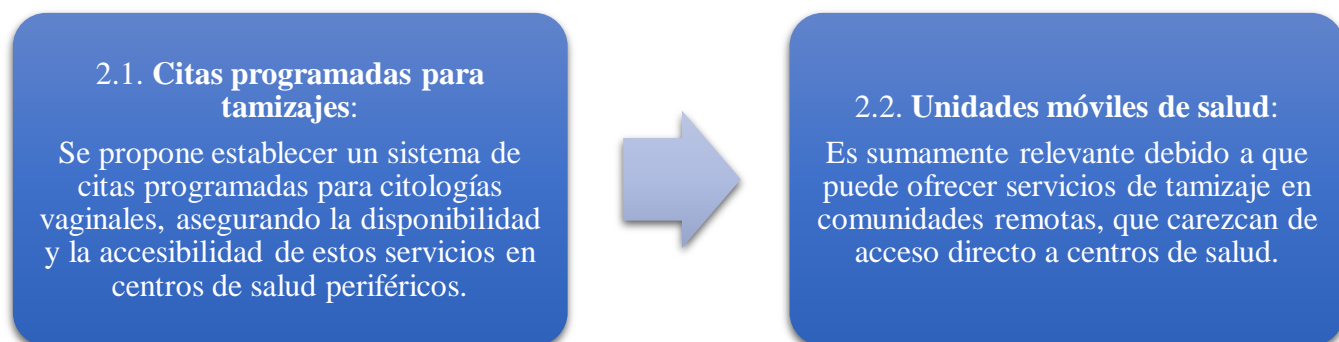 2.1. Citas programadas para
tamizajes:
Se propone establecer un sistema de
citas programadas para citologías
vaginales, asegurando la disponibilidad
y la accesibilidad de estos servicios en
centros de salud periféricos.
2.2. Unidades móviles de salud:
Es sumamente relevante debido a que
puede ofrecer servicios de tamizaje en
comunidades remotas, que carezcan de
acceso directo a centros de salud.